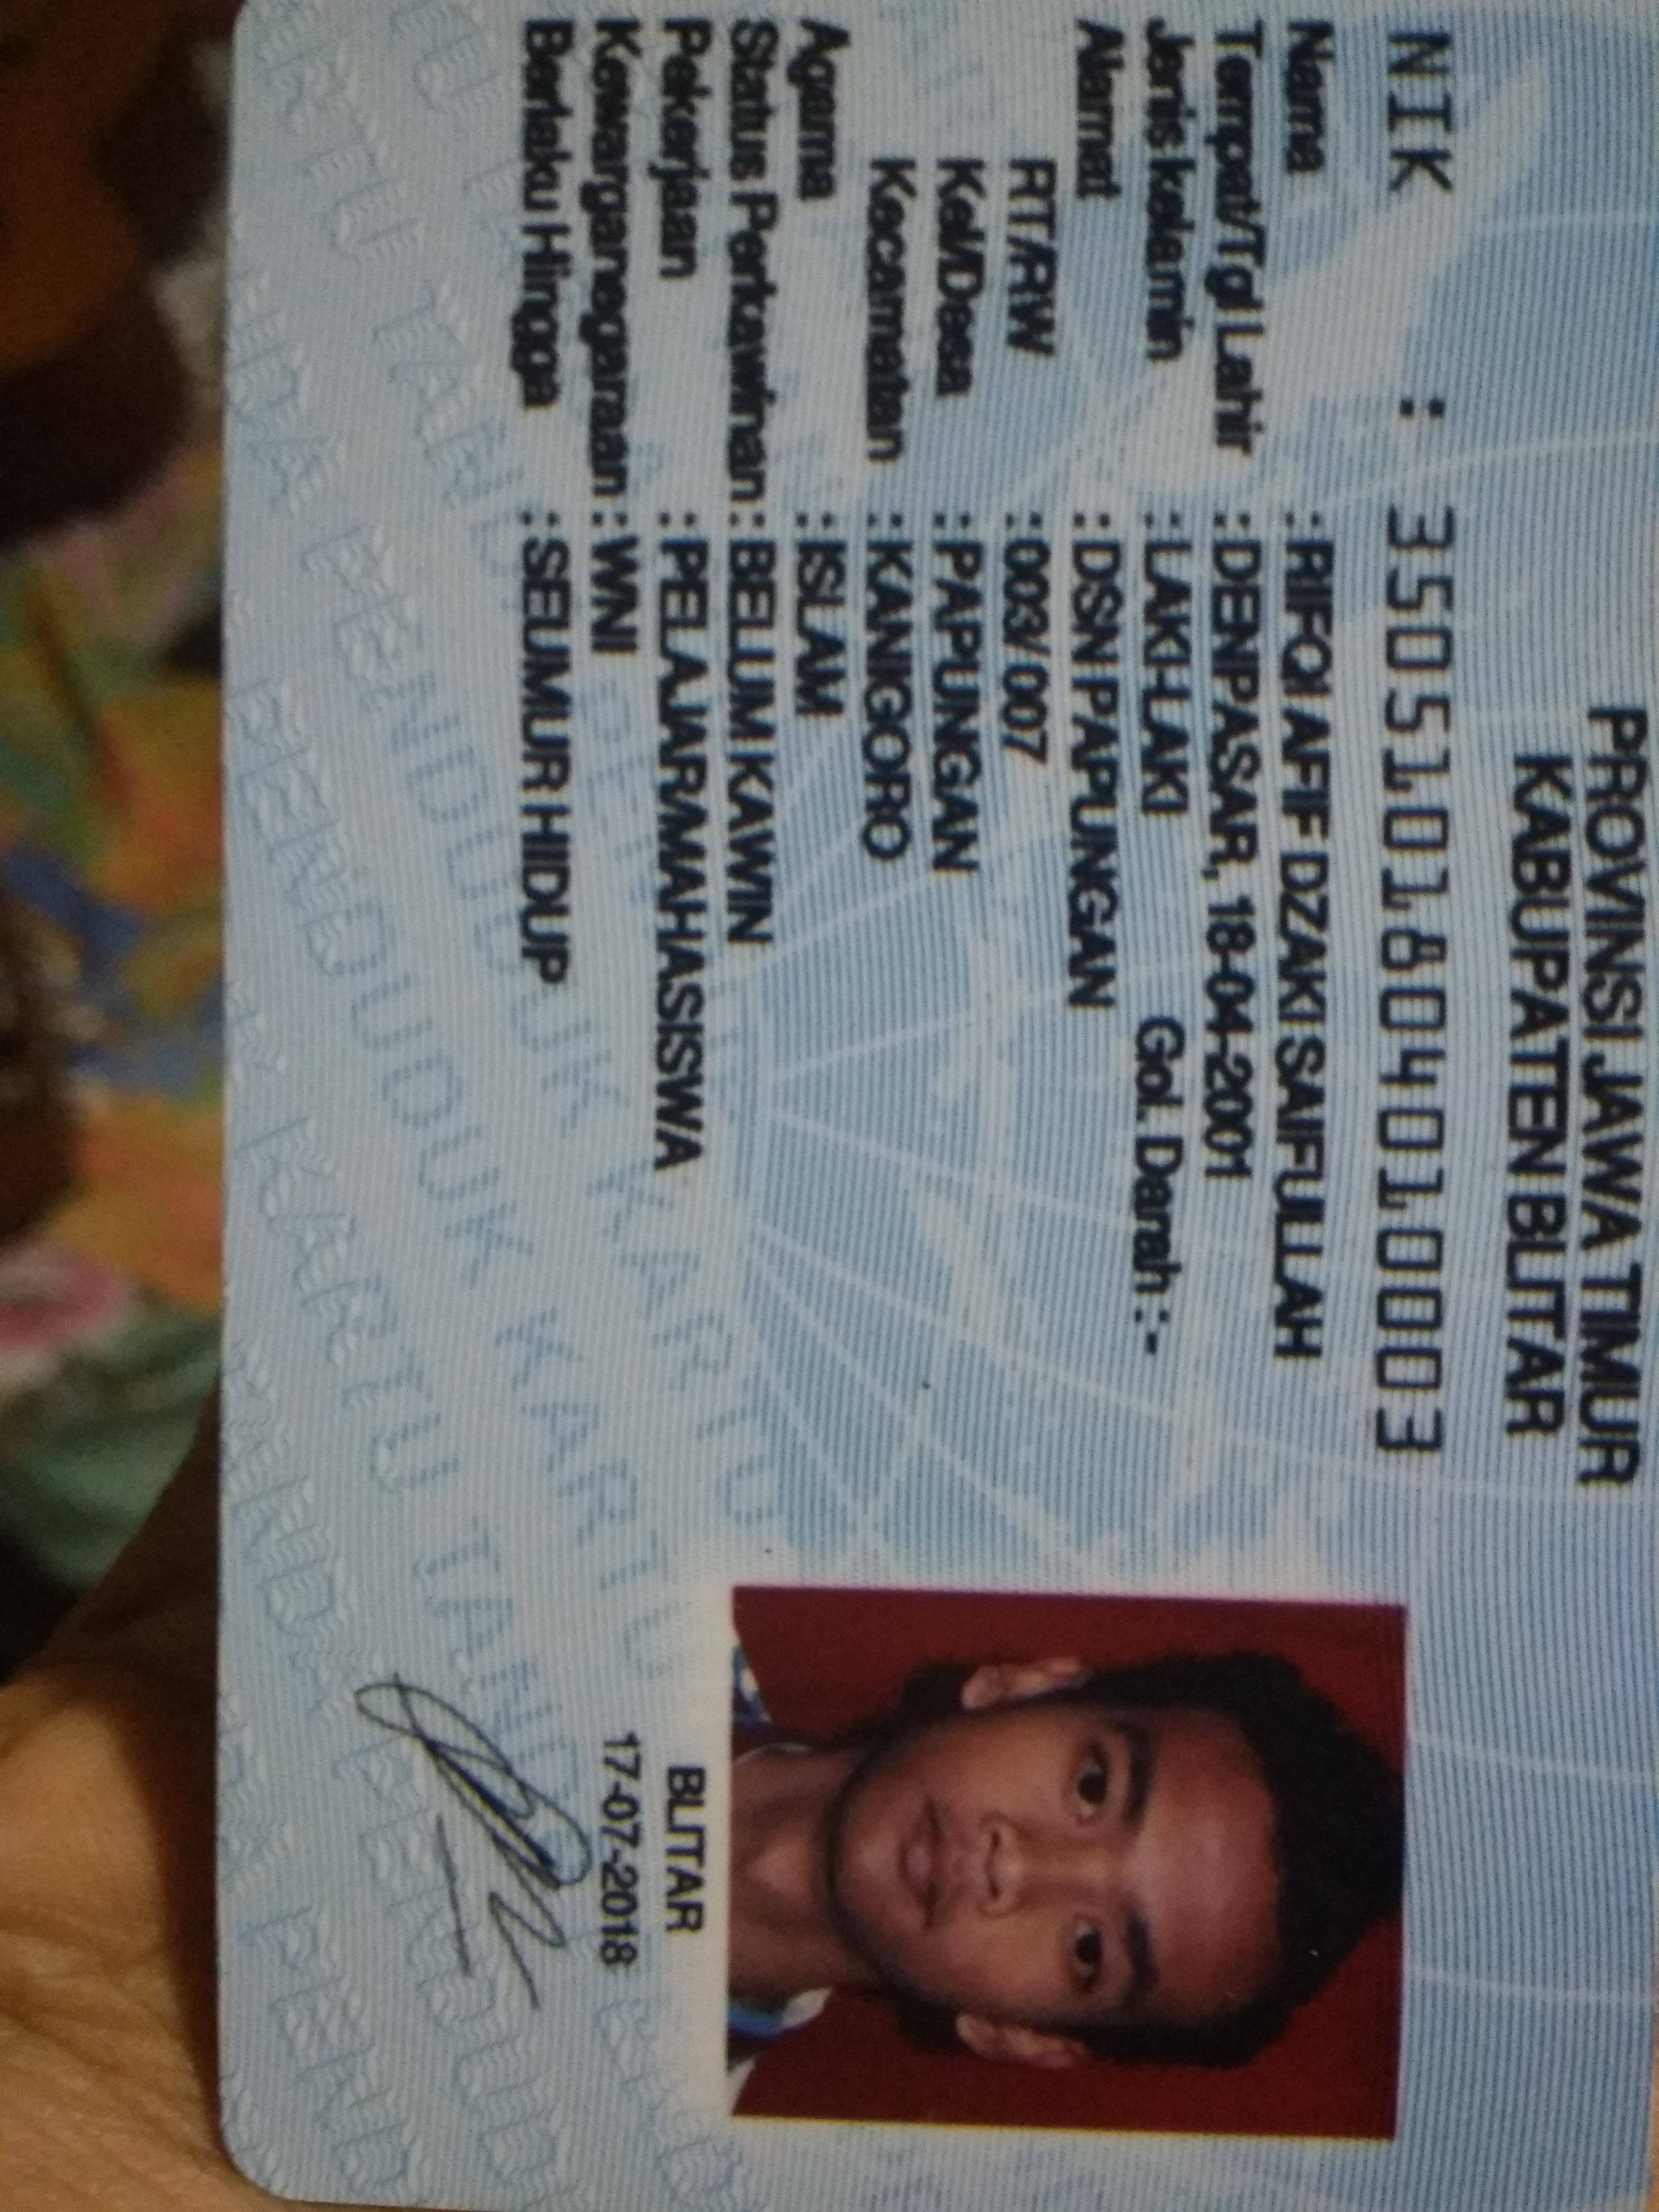 PROVINSI JAWA TIMUR
KABUPATEN BLITAR
NIK : 3505101804010003
Nama : RIFQI AFIF DZAKI SAIFULLAH
Tempat/Tgl Lahir : DENPASAR, 18-04-2001
Jenis kelamin : LAKI-LAKI Gol. Darah : -
Alamat : DSN PAPUNGAN
RT/RW : 003/ 007
Kel/Desa : PAPUNGAN
Kecamatan : KANIGORO
Agama : ISLAM
Status Perkawinan : BELUM KAWIN
Pekerjaan : PELAJAR/MAHASISWA
Kewarganegaraan : WNI
Berlaku Hingga : SEUMUR HIDUP
BLITAR
17-07-2018